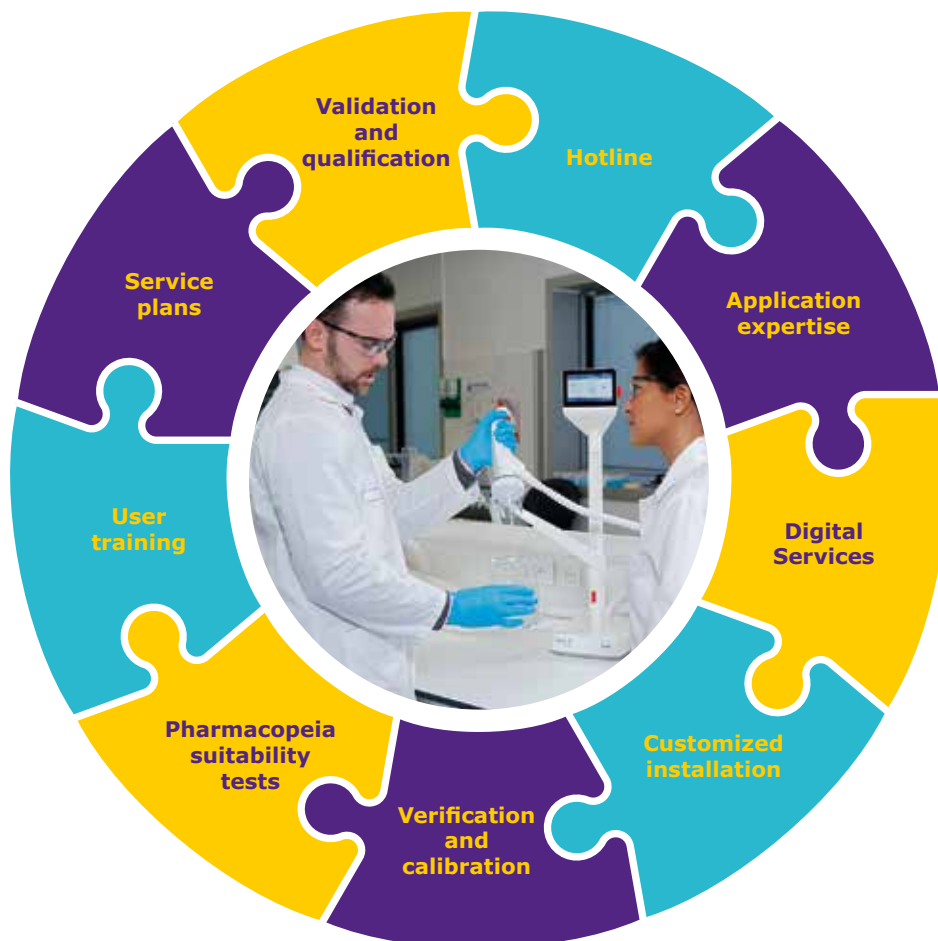 Validation
and
qualification
Hotline
Application
expertise
Digital
Services
Customized
installation
Verification
and
calibration
Pharmacopeia
suitability
tests
User
training
Service
plans